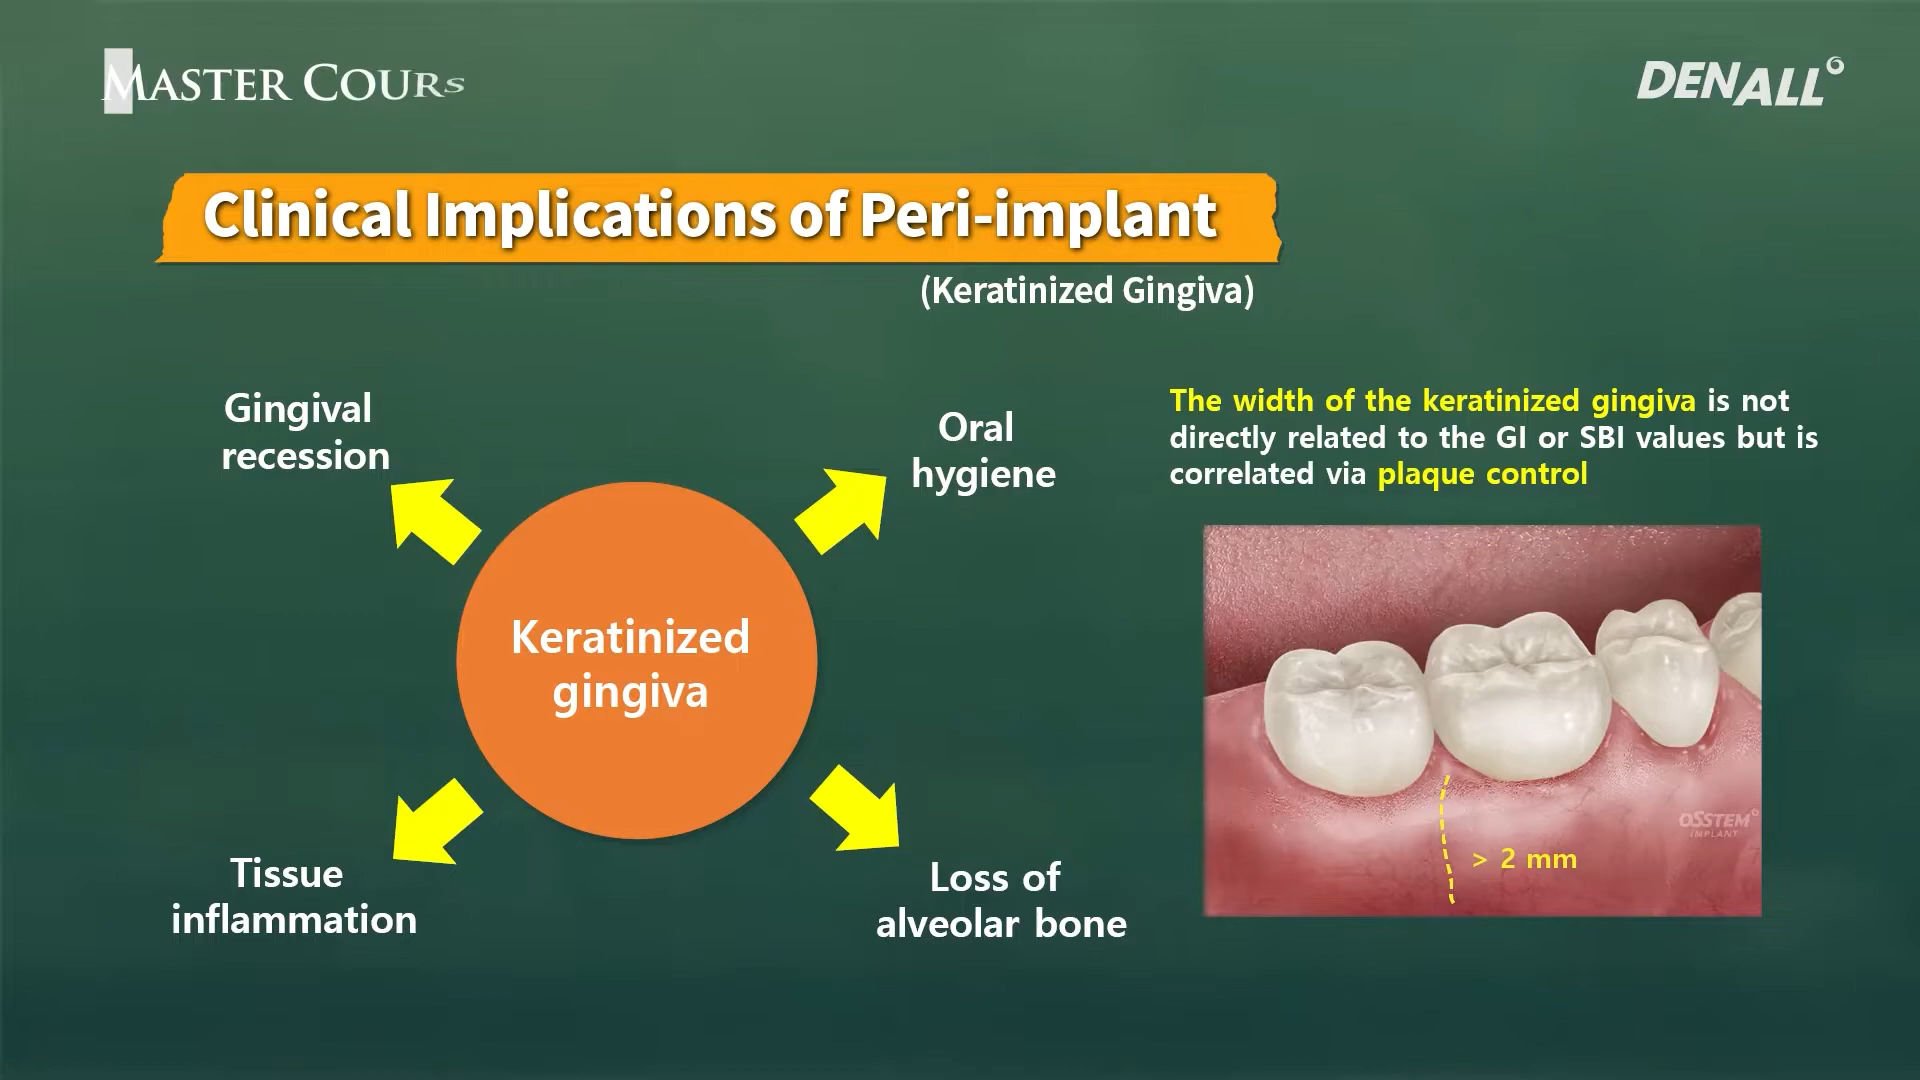 MASTER COURS
DENALL
Clinical Implications of Peri-implant
(Keratinized Gingiva)
Gingival
recession
Oral
hygiene
The width of the keratinized gingiva is not
directly related to the GI or SBI values but is
correlated via plaque control
Keratinized
gingiva
OSSTEM
IMPLANT
> 2 mm
Tissue
inflammation
Loss of
alveolar bone